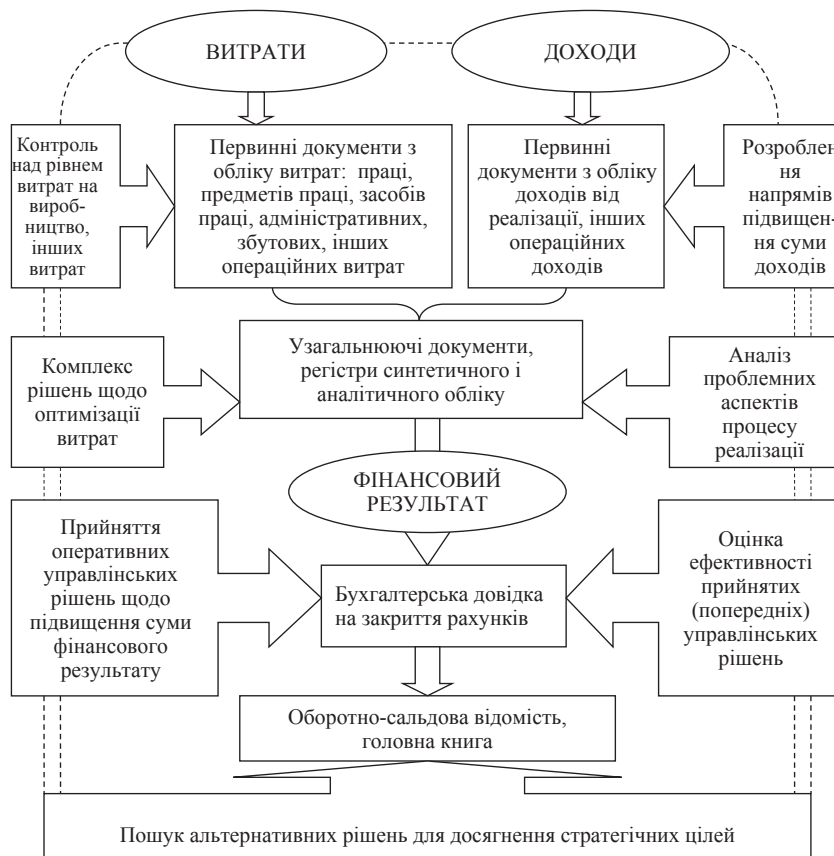 ВИТРАТИ
ДОХОДИ
Контроль
над рівнем
витрат на
вироб-
ництво,
інших
витрат
Первинні документи з
обліку витрат: праці,
предметів праці, засобів
праці, адміністративних,
збутових, інших
операційних витрат
Первинні
документи з обліку
доходів від
реалізації, інших
операційних
доходів
Розроблен
ня
напрямів
підвищен-
ня суми
доходів
Комплекс
рішень щодо
оптимізації
витрат
Узагальнюючі документи,
регістри синтетичного і
аналітичного обліку
Аналіз
проблемних
аспектів
процесу
реалізації
ФІНАНСОВИЙ
РЕЗУЛЬТАТ
Прийняття
оперативних
управлінських
рішень щодо
підвищення суми
фінансового
результату
Бухгалтерська довідка
на закриття рахунків
Оцінка
ефективності
прийнятих
(попередніх)
управлінських
рішень
Оборотно-сальдова відомість,
головна книга
Пошук альтернативних рішень для досягнення стратегічних цілей